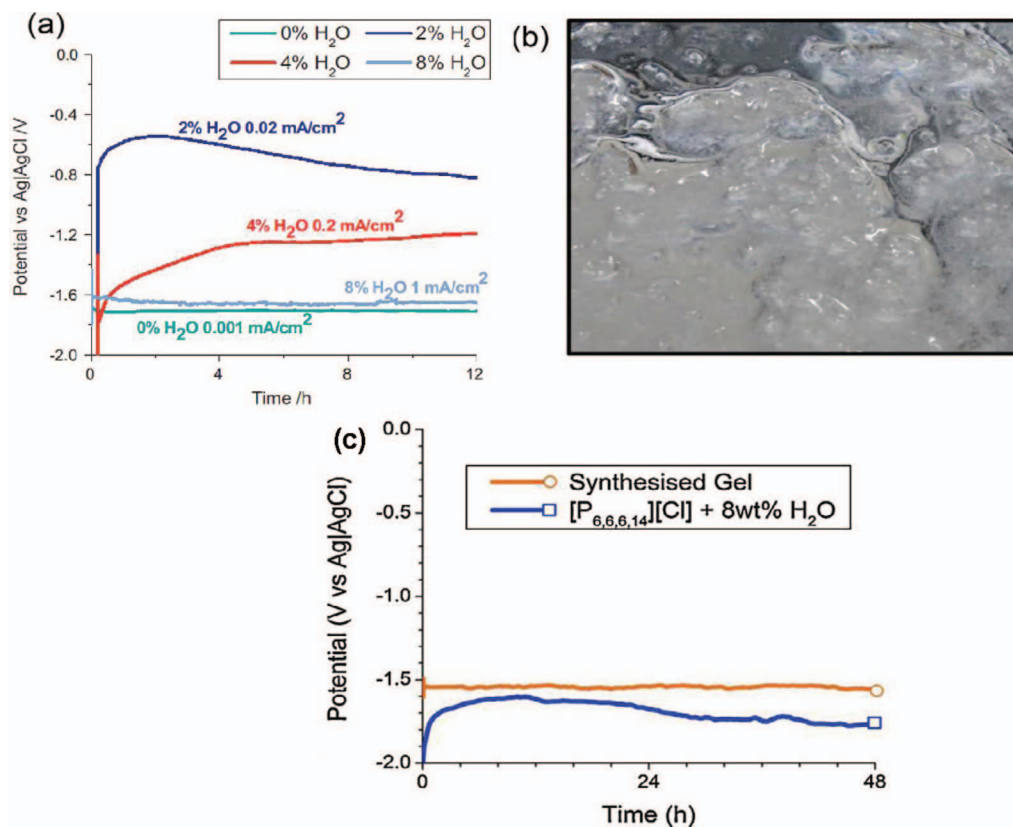 (a)
0% H₂O 2% H₂O
4% H₂O 8% H₂O
0.0
-0.4
-0.8
-1.2
-1.6
-2.0
Potential vs Ag|AgCl /V
2% H₂O 0.02 mA/cm²
4% H₂O 0.2 mA/cm²
8% H₂O 1 mA/cm²
0% H₂O 0.001 mA/cm²
0 4 8 12
Time /h
(b)
(c)
0.0
-0.5
-1.0
-1.5
-2.0
Potential (V vs Ag|AgCl)
Synthesised Gel
[P₆,₆,₆,₁₄][Cl] + 8wt% H₂O
0 24 48
Time (h)